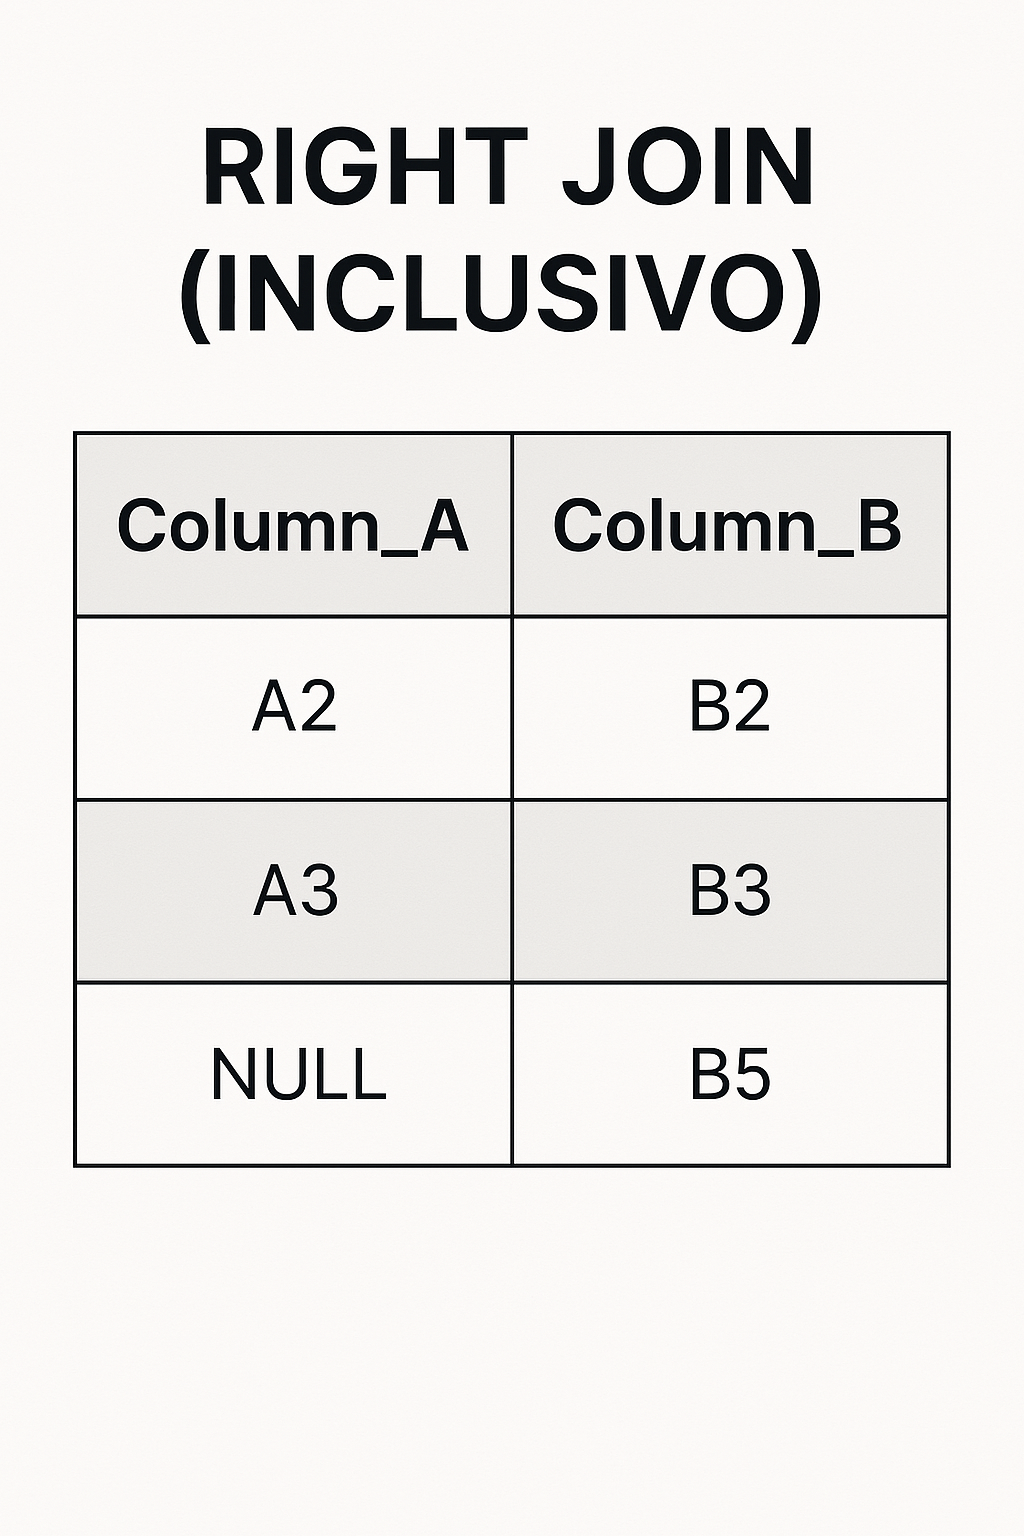 RIGHT JOIN
(INCLUSIVO)
Column_A Column_B
A2 B2
A3 B3
NULL B5